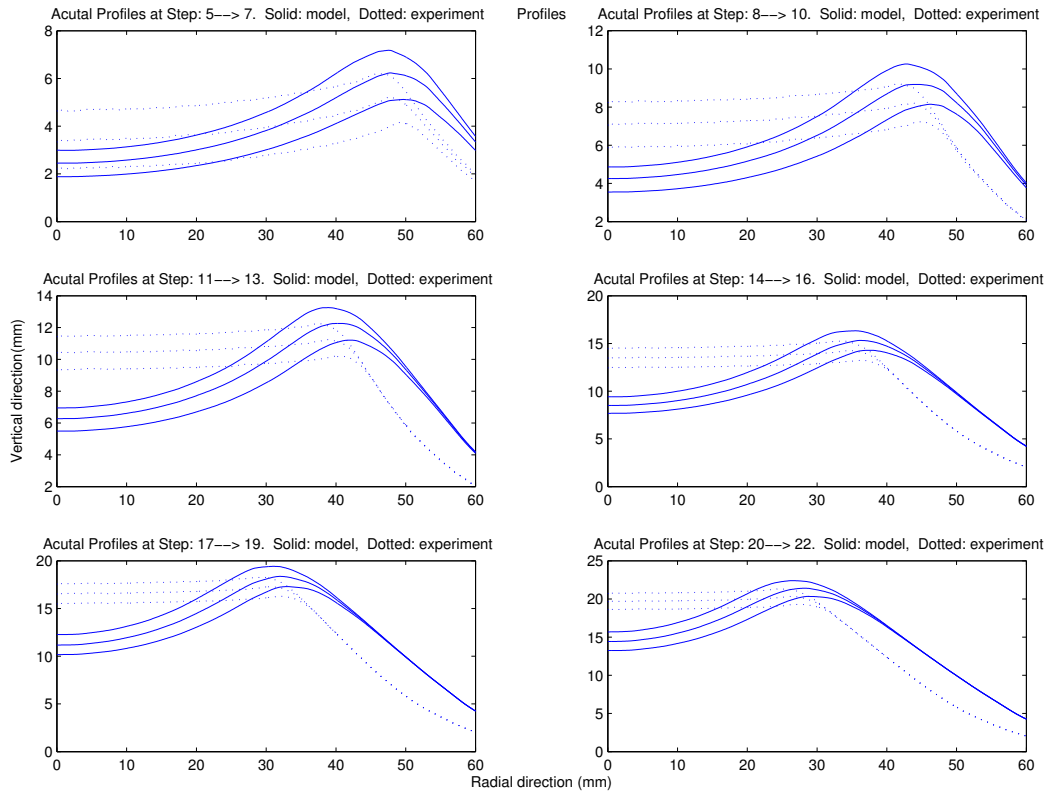 Profiles
Acutal Profiles at Step: 5−−> 7.  Solid: model,  Dotted: experiment
8
6
4
2
0
0 10 20 30 40 50 60
Acutal Profiles at Step: 8−−> 10.  Solid: model,  Dotted: experiment
12
10
8
6
4
2
0 10 20 30 40 50 60
Acutal Profiles at Step: 11−−> 13.  Solid: model,  Dotted: experiment
14
12
10
8
6
4
2
0 10 20 30 40 50 60
Vertical direction(mm)
Acutal Profiles at Step: 14−−> 16.  Solid: model,  Dotted: experiment
20
15
10
5
0
0 10 20 30 40 50 60
Acutal Profiles at Step: 17−−> 19.  Solid: model,  Dotted: experiment
20
15
10
5
0
0 10 20 30 40 50 60
Acutal Profiles at Step: 20−−> 22.  Solid: model,  Dotted: experiment
25
20
15
10
5
0
0 10 20 30 40 50 60
Radial direction (mm)